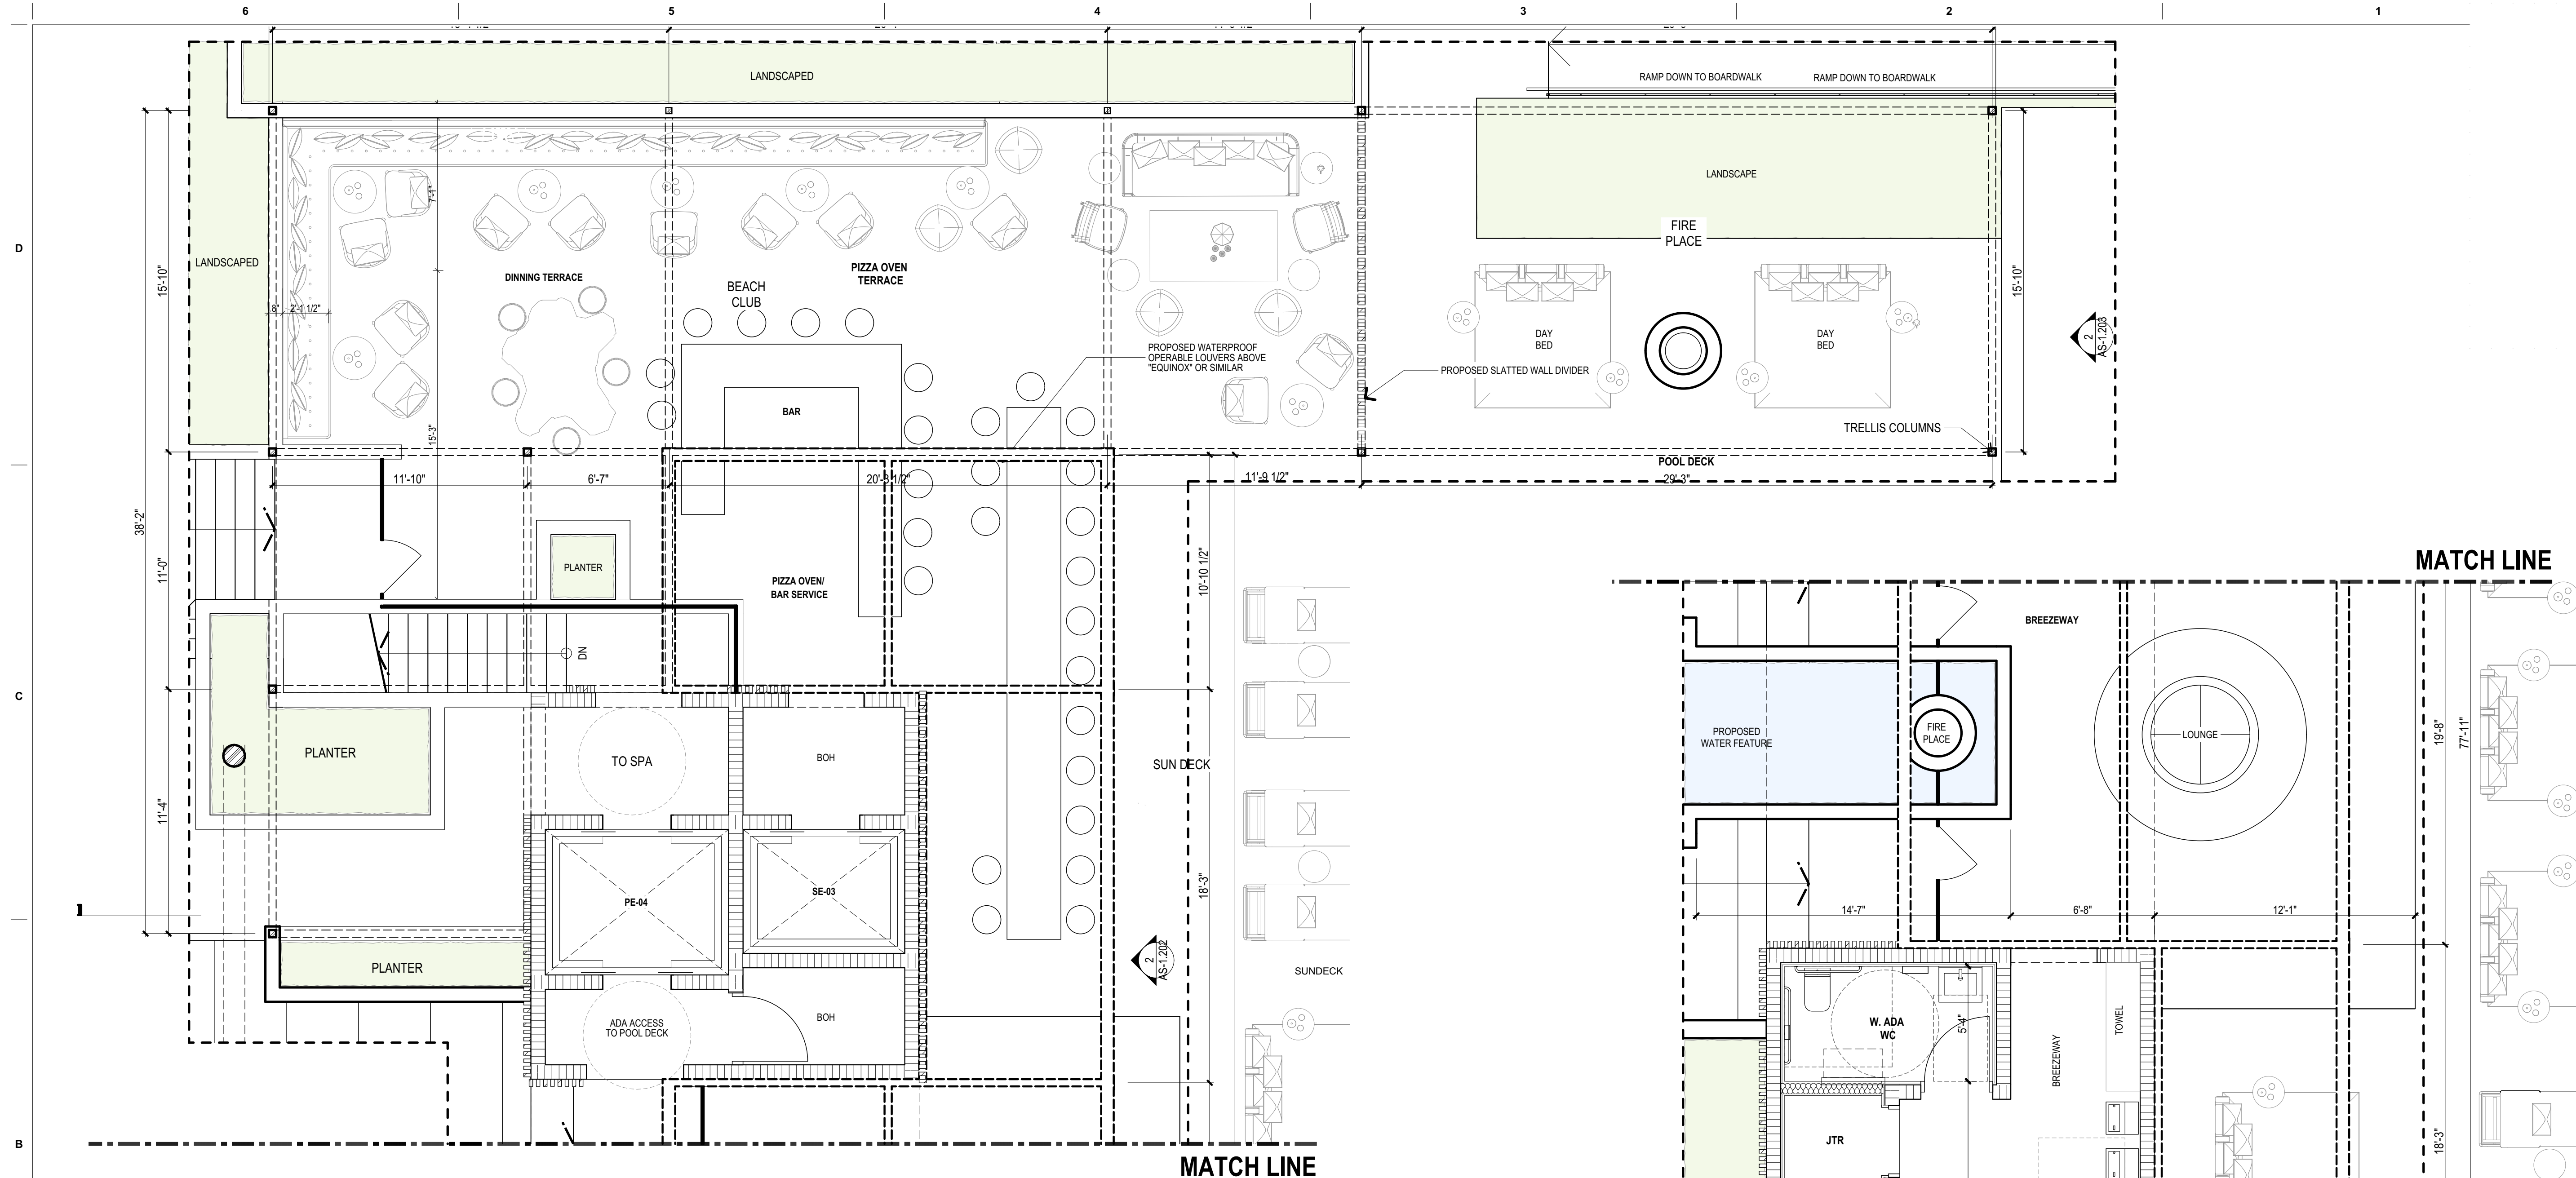 6
5
4
3
2
1
LANDSCAPED
RAMP DOWN TO BOARDWALK
RAMP DOWN TO BOARDWALK
D
7'-1"
LANDSCAPE
FIRE
PLACE
LANDSCAPED
15'-10"
DINNING TERRACE
BEACH
CLUB
PIZZA OVEN
TERRACE
15'-10"
2'-1 1/2"
PROPOSED WATERPROOF
OPERABLE LOUVERS ABOVE
"EQUINOX" OR SIMILAR
PROPOSED SLATTED WALL DIVIDER
DAY
BED
DAY
BED
2
AS-1.203
BAR
TRELLIS COLUMNS
15'-3"
POOL DECK
11'-10"
6'-7"
20'-3 1/2"
11'-9 1/2"
29'-3"
38'-2"
11'-0"
PLANTER
PIZZA OVEN/
BAR SERVICE
10'-10 1/2"
MATCH LINE
DN
BREEZEWAY
C
PLANTER
TO SPA
BOH
SUN DECK
PROPOSED
WATER FEATURE
FIRE
PLACE
LOUNGE
19'-8"
77'-11"
11'-4"
PE-04
SE-03
18'-3"
14'-7"
6'-8"
12'-1"
PLANTER
2
AS-1.202
SUNDECK
ADA ACCESS
TO POOL DECK
BOH
W. ADA
WC
5'-4"
TOWEL
BREEZEWAY
B
JTR
18'-3"
MATCH LINE